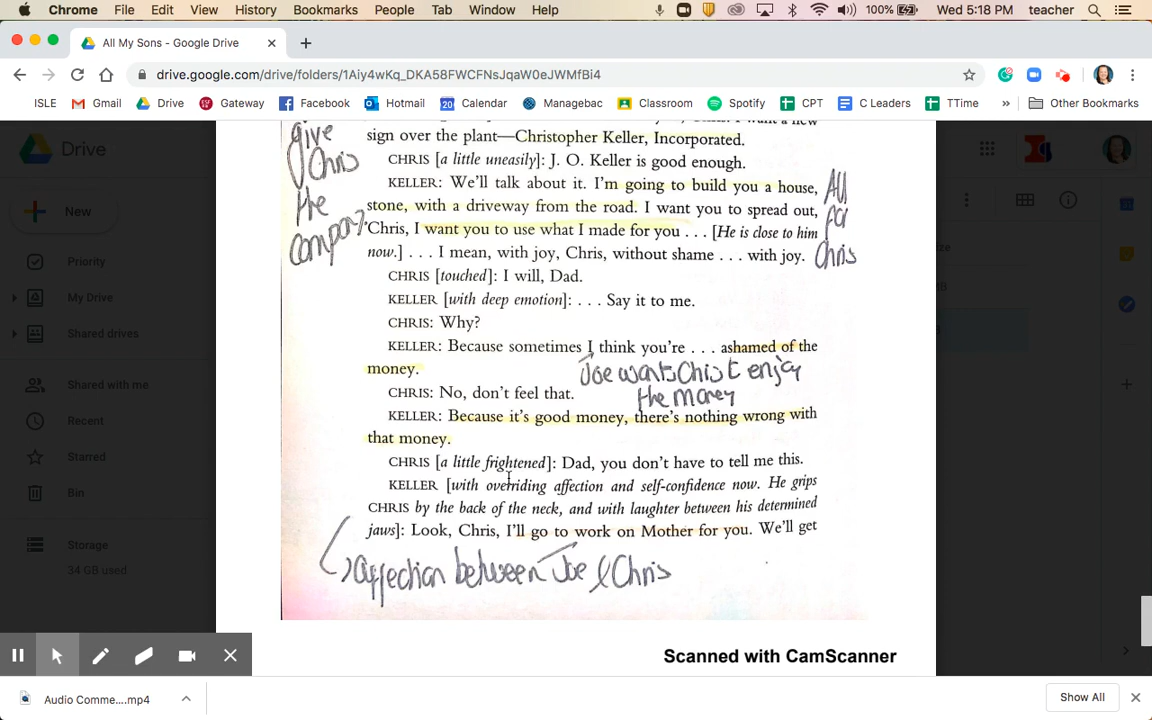 Chrome File Edit View History Bookmarks People Tab Window Help 100% Wed 5:18 PM teacher
All My Sons - Google Drive
drive.google.com/drive/folders/1Aiy4wKq_DKA58FWCFNsJqaW0eJWMfBi4
ISLE Gmail Drive Gateway Facebook Hotmail 20 Calendar Managebac Classroom Spotify CPT C Leaders TTime » Other Bookmarks
Drive
New
Priority
My Drive
Shared drives
Shared with me
Recent
Starred
Bin
Storage
34 GB used
give
Chris
the
company
sign over the plant—Christopher Keller, Incorporated.
CHRIS [a little uneasily]: J. O. Keller is good enough.
KELLER: We'll talk about it. I'm going to build you a house,
stone, with a driveway from the road. I want you to spread out,
Chris, I want you to use what I made for you . . . [He is close to him
now.] . . . I mean, with joy, Chris, without shame . . . with joy.
All
for
Chris
CHRIS [touched]: I will, Dad.
KELLER [with deep emotion]: . . . Say it to me.
CHRIS: Why?
KELLER: Because sometimes I think you're . . . ashamed of the
money.
Joe wants Chris t enjoy
the money
CHRIS: No, don't feel that.
KELLER: Because it's good money, there's nothing wrong with
that money.
CHRIS [a little frightened]: Dad, you don't have to tell me this.
KELLER [with overriding affection and self-confidence now. He grips
CHRIS by the back of the neck, and with laughter between his determined
jaws]: Look, Chris, I'll go to work on Mother for you. We'll get
affection between Joe & Chris
Scanned with CamScanner
Audio Comme....mp4
Show All